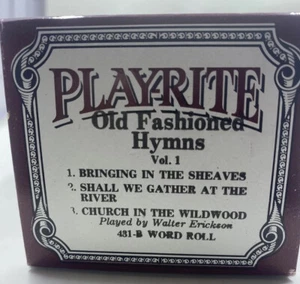 PLAY-RITE
Old Fashioned
Hymns
Vol. 1
1. BRINGING IN THE SHEAVES
2. SHALL WE GATHER AT THE
RIVER
3. CHURCH IN THE WILDWOOD
Played by Walter Erickson
431-B WORD ROLL